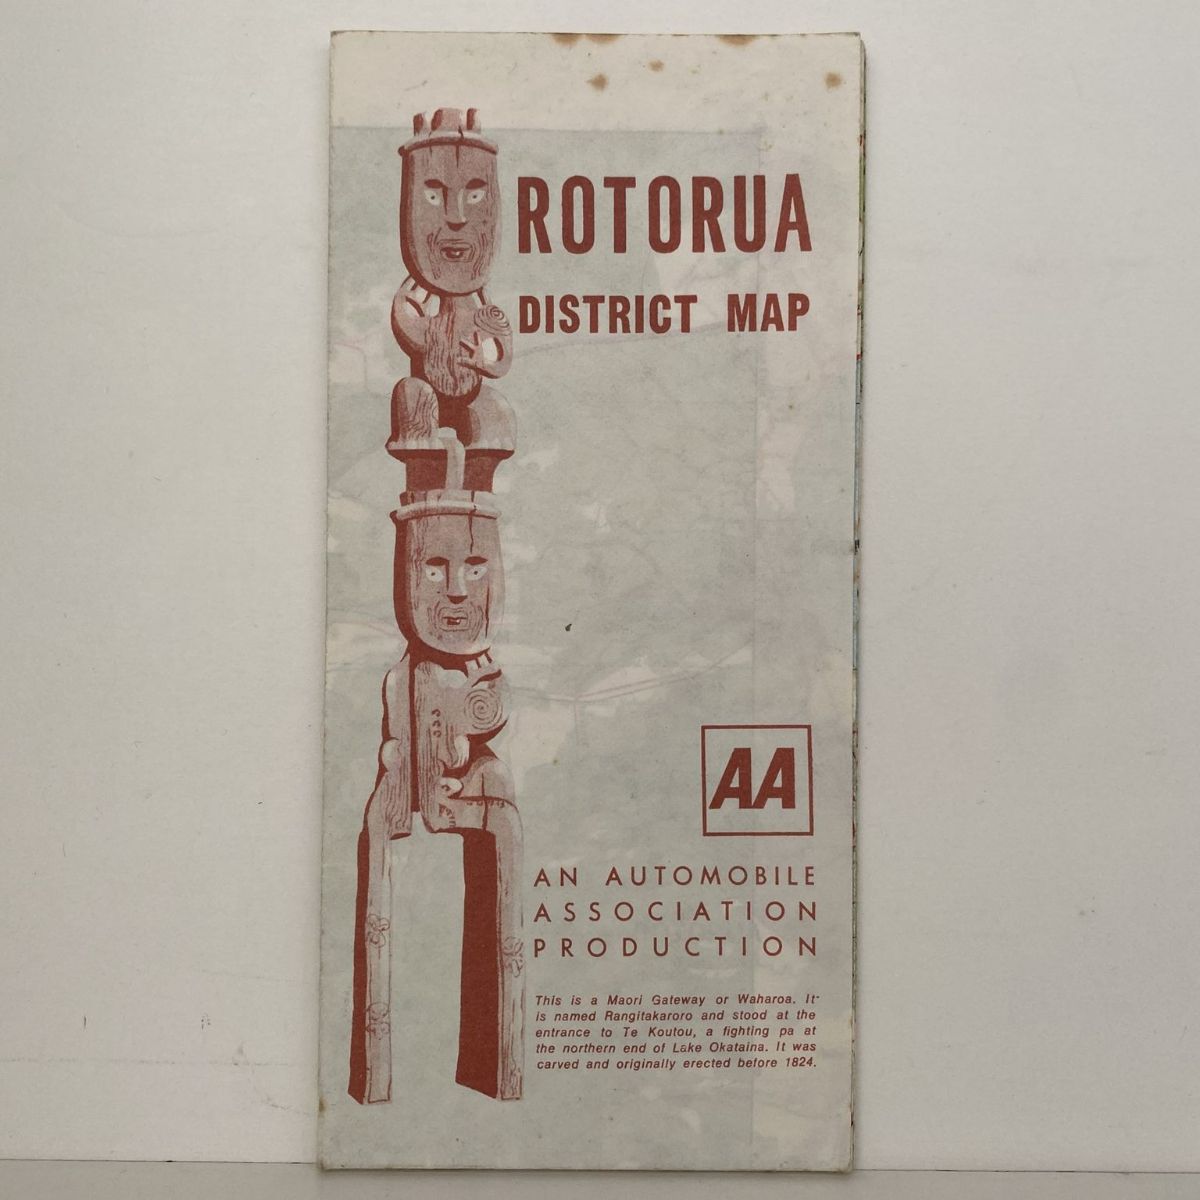 ROTORUA
DISTRICT MAP
AA
AN AUTOMOBILE
ASSOCIATION
PRODUCTION
This is a Maori Gateway or Waharoa. It
is named Rangitakaroro and stood at the
entrance to Te Koutou, a fighting pa at
the northern end of Lake Okataina. It was
carved and originally erected before 1824.